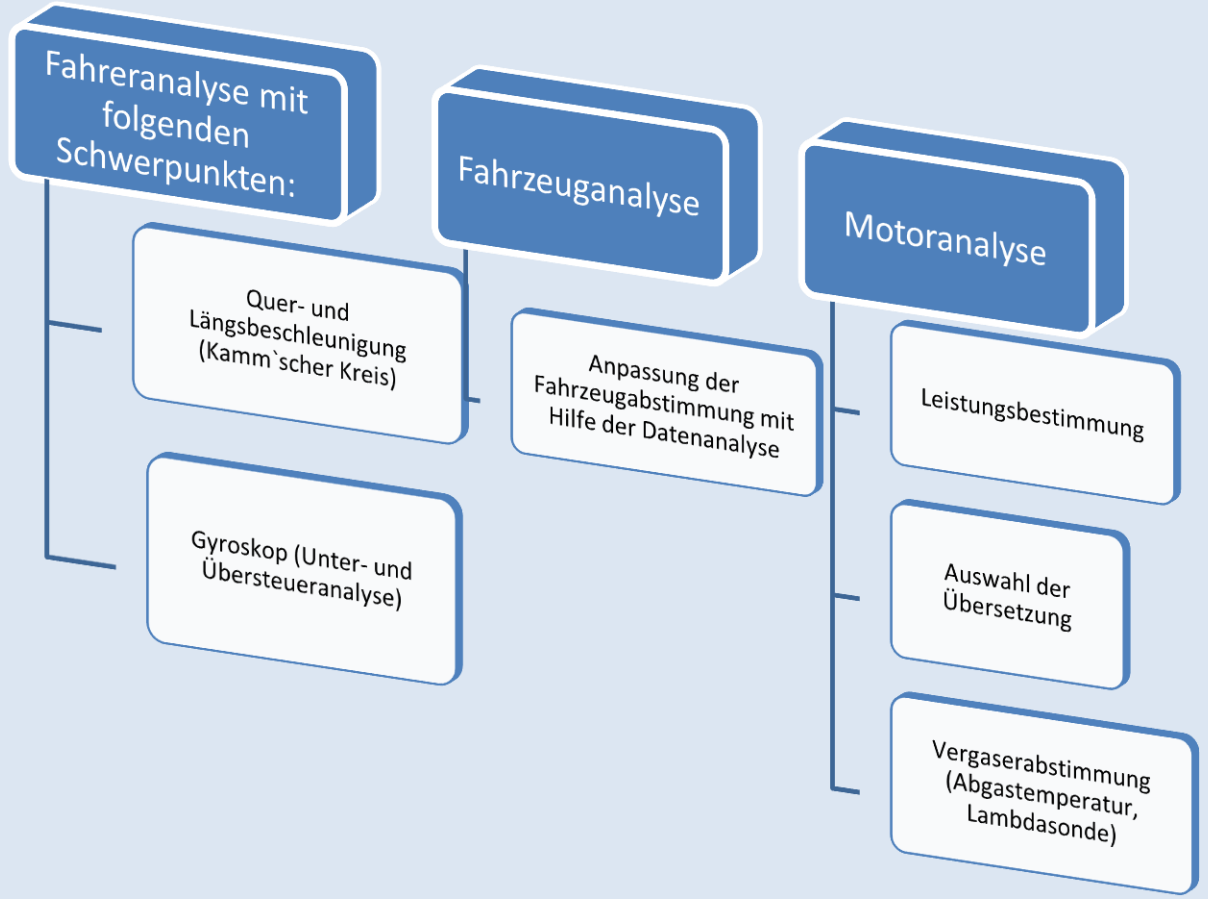 Fahreranalyse mit
folgenden
Schwerpunkten:
Quer- und
Längsbeschleunigung
(Kamm`scher Kreis)
Gyroskop (Unter- und
Übersteueranalyse)
Fahrzeuganalyse
Anpassung der
Fahrzeugabstimmung mit
Hilfe der Datenanalyse
Motoranalyse
Leistungsbestimmung
Auswahl der
Übersetzung
Vergaserabstimmung
(Abgastemperatur,
Lambdasonde)